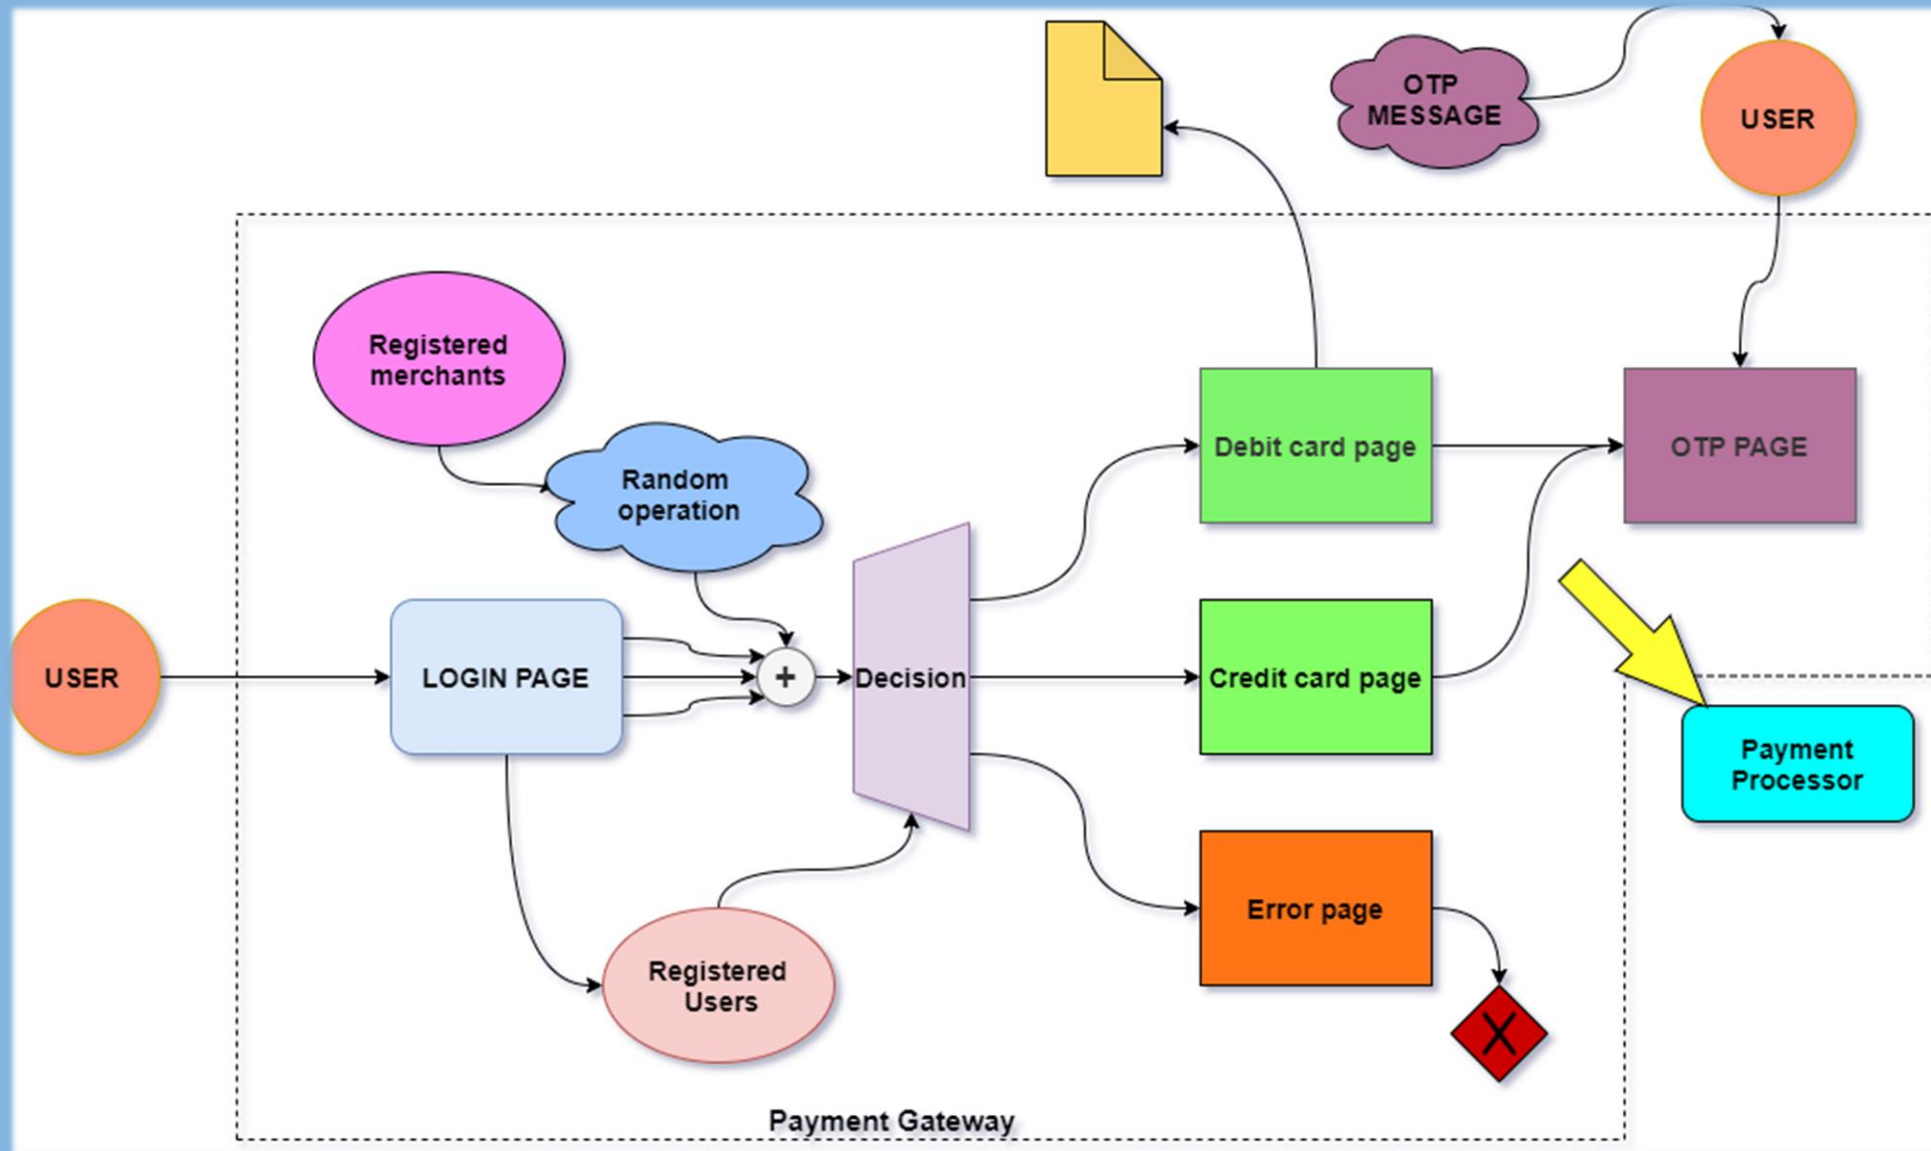 OTP
MESSAGE
USER
Registered
merchants
Random
operation
Debit card page
OTP PAGE
USER
LOGIN PAGE
+
Decision
Credit card page
Payment
Processor
Error page
Registered
Users
X
Payment Gateway